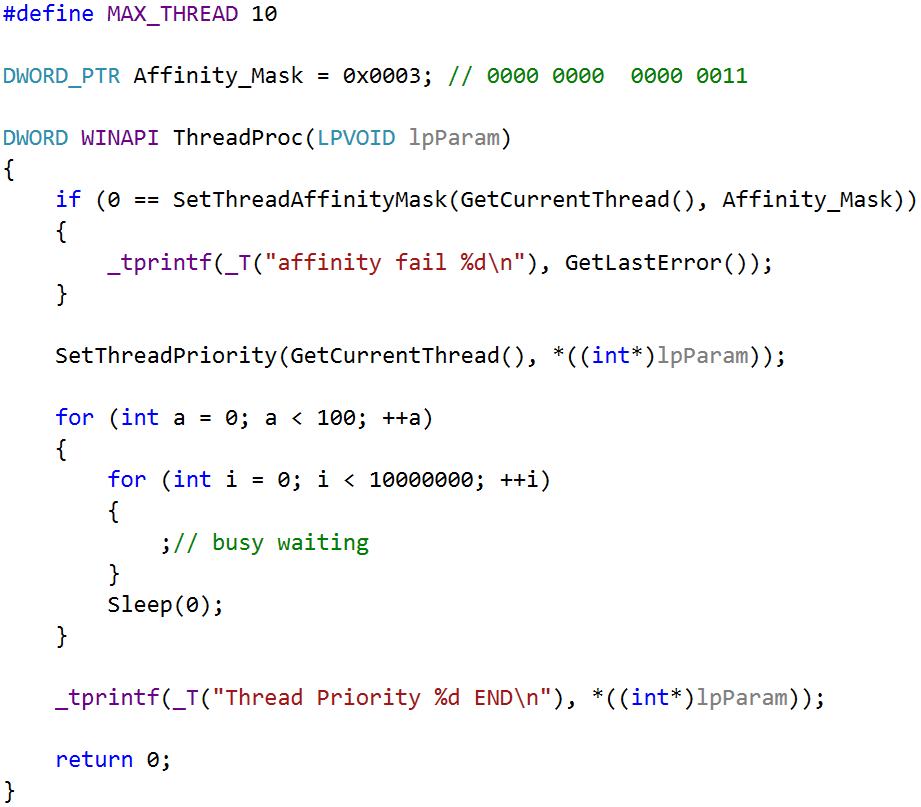 #define MAX_THREAD 10
DWORD_PTR Affinity_Mask = 0x0003; // 0000 0000  0000 0011
DWORD WINAPI ThreadProc(LPVOID lpParam)
{
    if (0 == SetThreadAffinityMask(GetCurrentThread(), Affinity_Mask))
    {
        _tprintf(_T("affinity fail %d\n"), GetLastError());
    }
    SetThreadPriority(GetCurrentThread(), *((int*)lpParam));
    for (int a = 0; a < 100; ++a)
    {
        for (int i = 0; i < 10000000; ++i)
        {
            ;// busy waiting
        }
        Sleep(0);
    }
    _tprintf(_T("Thread Priority %d END\n"), *((int*)lpParam));
    return 0;
}